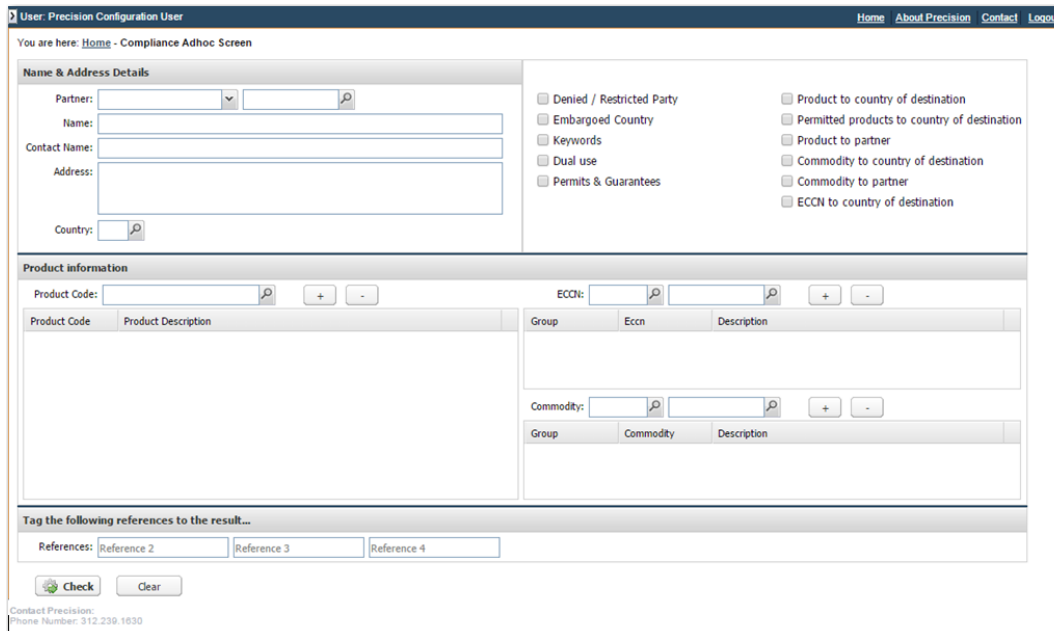 User: Precision Configuration User
Home About Precision Contact Logou
You are here: Home - Compliance Adhoc Screen
Name & Address Details
Partner:
Name:
Contact Name:
Address:
Country:
Denied / Restricted Party
Embargoed Country
Keywords
Dual use
Permits & Guarantees
Product to country of destination
Permitted products to country of destination
Product to partner
Commodity to country of destination
Commodity to partner
ECCN to country of destination
Product information
Product Code: + -
Product Code Product Description
ECCN: + -
Group Eccn Description
Commodity: + -
Group Commodity Description
Tag the following references to the result...
References: Reference 2 Reference 3 Reference 4
Check Clear
Contact Precision:
Phone Number: 312.239.1630